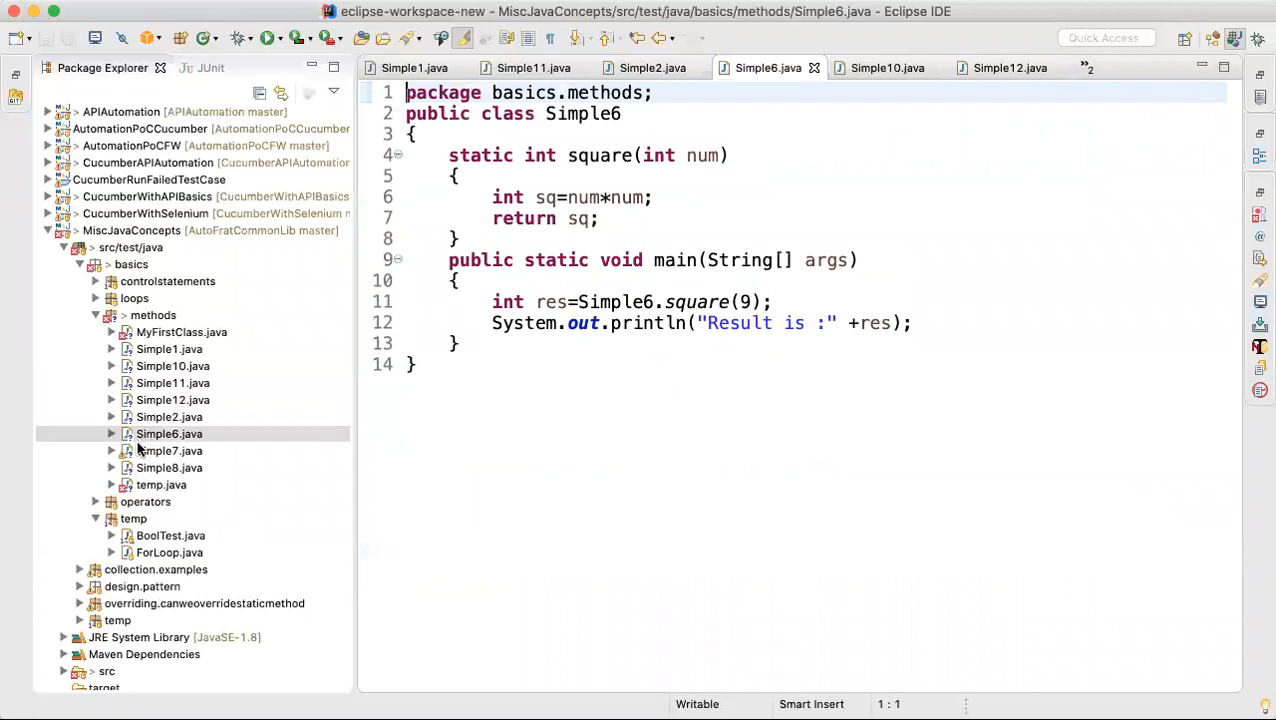 eclipse-workspace-new - MiscJavaConcepts/src/test/java/basics/methods/Simple6.java - Eclipse IDE
Quick Access
Package Explorer
JUnit
> APIAutomation [APIAutomation master]
AutomationPoCCucumber [AutomationPoCCucumber
> AutomationPoCFW [AutomationPoCFW master]
> CucumberAPIAutomation [CucumberAPIAutomation
CucumberRunFailedTestCase
> CucumberWithAPIBasics [CucumberWithAPIBasics
> CucumberWithSelenium [CucumberWithSelenium
> MiscJavaConcepts [AutoFratCommonLib master]
> src/test/java
> basics
> controlstatements
> loops
> methods
MyFirstClass.java
Simple1.java
Simple10.java
Simple11.java
Simple12.java
Simple2.java
Simple6.java
Simple7.java
Simple8.java
temp.java
> operators
temp
BoolTest.java
ForLoop.java
> collection.examples
> design.pattern
> overriding.canweoverridestaticmethod
> temp
JRE System Library [JavaSE-1.8]
Maven Dependencies
> src
target
Simple1.java
Simple11.java
Simple2.java
Simple6.java
Simple10.java
Simple12.java
»2
1 package basics.methods;
2 public class Simple6
3 {
4 static int square(int num)
5 {
6 int sq=num*num;
7 return sq;
8 }
9 public static void main(String[] args)
10 {
11 int res=Simple6.square(9);
12 System.out.println("Result is :" +res);
13 }
14 }
Writable
Smart Insert
1 : 1